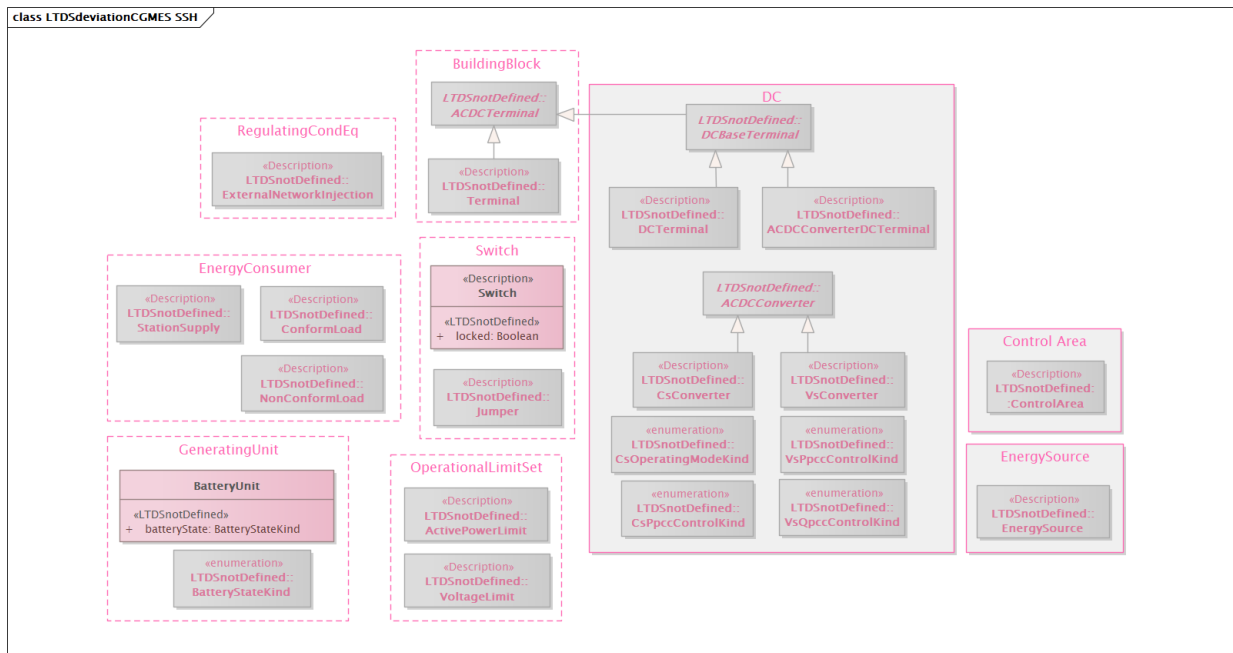 class LTDSdeviationCGMES SSH
BuildingBlock
LTDSnotDefined::
ACDCTerminal
«Description»
LTDSnotDefined::
Terminal
DC
LTDSnotDefined::
DCBaseTerminal
«Description»
LTDSnotDefined::
DCTerminal
«Description»
LTDSnotDefined::
ACDCConverterDCTerminal
LTDSnotDefined::
ACDCConverter
«Description»
LTDSnotDefined::
CsConverter
«Description»
LTDSnotDefined::
VsConverter
«enumeration»
LTDSnotDefined::
CsOperatingModeKind
«enumeration»
LTDSnotDefined::
VsPpccControlKind
«enumeration»
LTDSnotDefined::
CsPpccControlKind
«enumeration»
LTDSnotDefined::
VsQpccControlKind
RegulatingCondEq
«Description»
LTDSnotDefined::
ExternalNetworkInjection
Switch
«Description»
Switch
«LTDSnotDefined»
+ locked: Boolean
«Description»
LTDSnotDefined::
Jumper
EnergyConsumer
«Description»
LTDSnotDefined::
StationSupply
«Description»
LTDSnotDefined::
ConformLoad
«Description»
LTDSnotDefined::
NonConformLoad
Control Area
«Description»
LTDSnotDefined:
:ControlArea
GeneratingUnit
BatteryUnit
«LTDSnotDefined»
+ batteryState: BatteryStateKind
«enumeration»
LTDSnotDefined::
BatteryStateKind
OperationalLimitSet
«Description»
LTDSnotDefined::
ActivePowerLimit
«Description»
LTDSnotDefined::
VoltageLimit
EnergySource
«Description»
LTDSnotDefined::
EnergySource